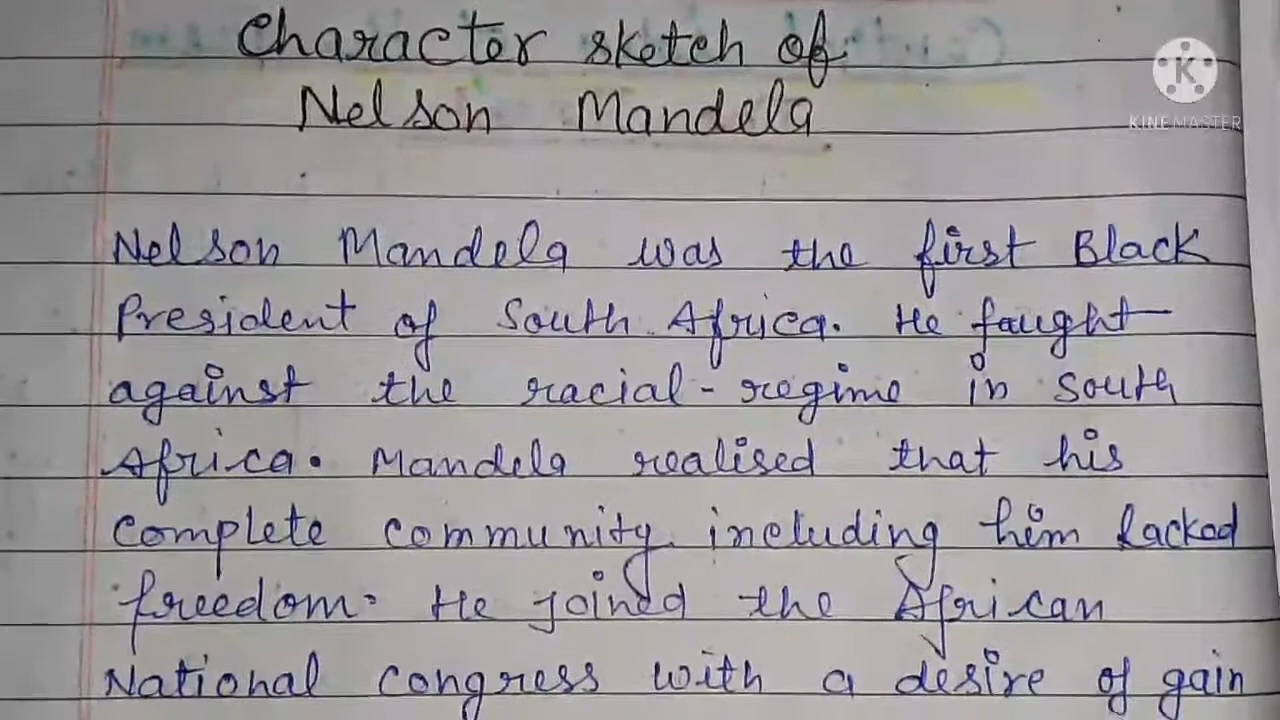 Character sketch of
Nelson Mandela
K
KINEMASTER
Nelson Mandela was the first Black
President of South Africa. He faught
against the racial-regime in South
Africa. Mandela realised that his
complete community including him lacked
freedom. He joined the African
National congress with a desire of gain